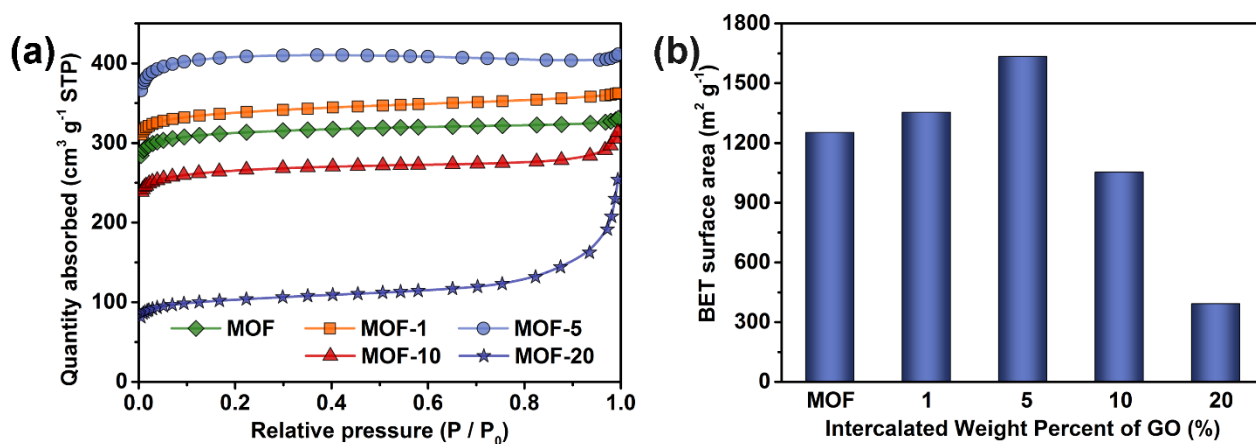 (a)
Quantity absorbed (cm³ g⁻¹ STP)
400
300
200
100
0
MOF
MOF-1
MOF-5
MOF-10
MOF-20
0.0 0.2 0.4 0.6 0.8 1.0
Relative pressure (P / P₀)
(b)
BET surface area (m² g⁻¹)
1800
1500
1200
900
600
300
0
MOF 1 5 10 20
Intercalated Weight Percent of GO (%)